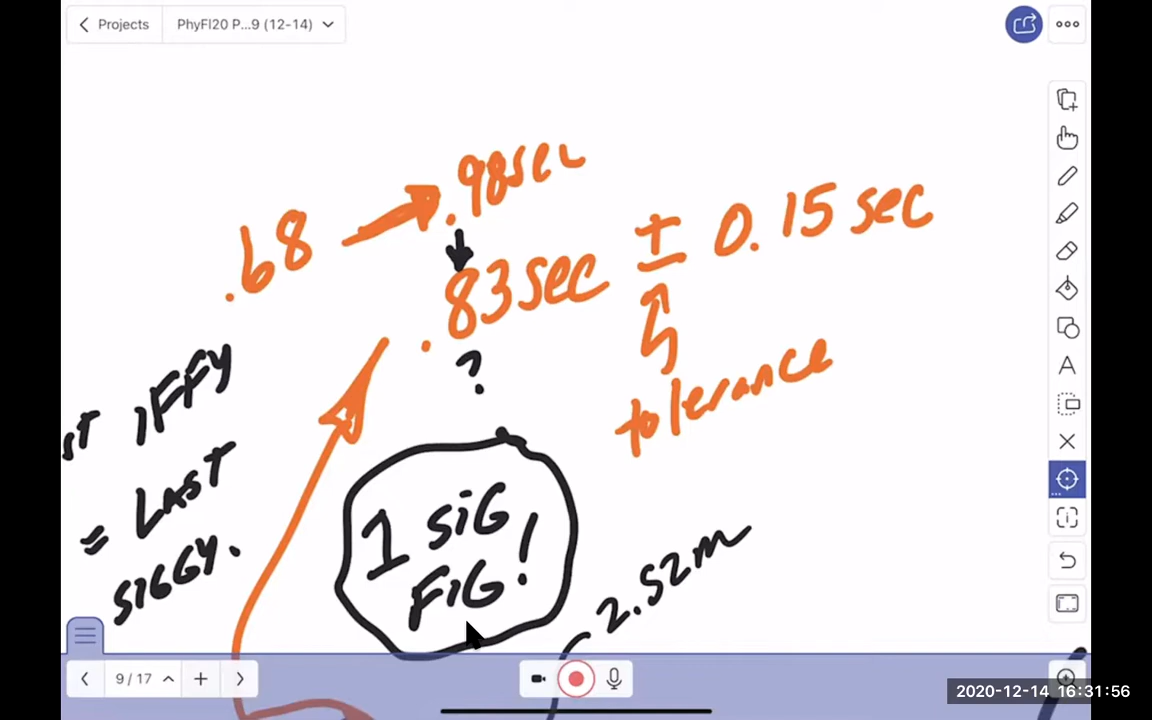 Projects
PhyFl20 P...9 (12-14)
.98sec
.68
.83sec ± 0.15 sec
?
tolerance
st IFFY
= LAST
SIGGY.
1 SIG
FIG!
2.52m
A
9 / 17
2020-12-14 16:31:56